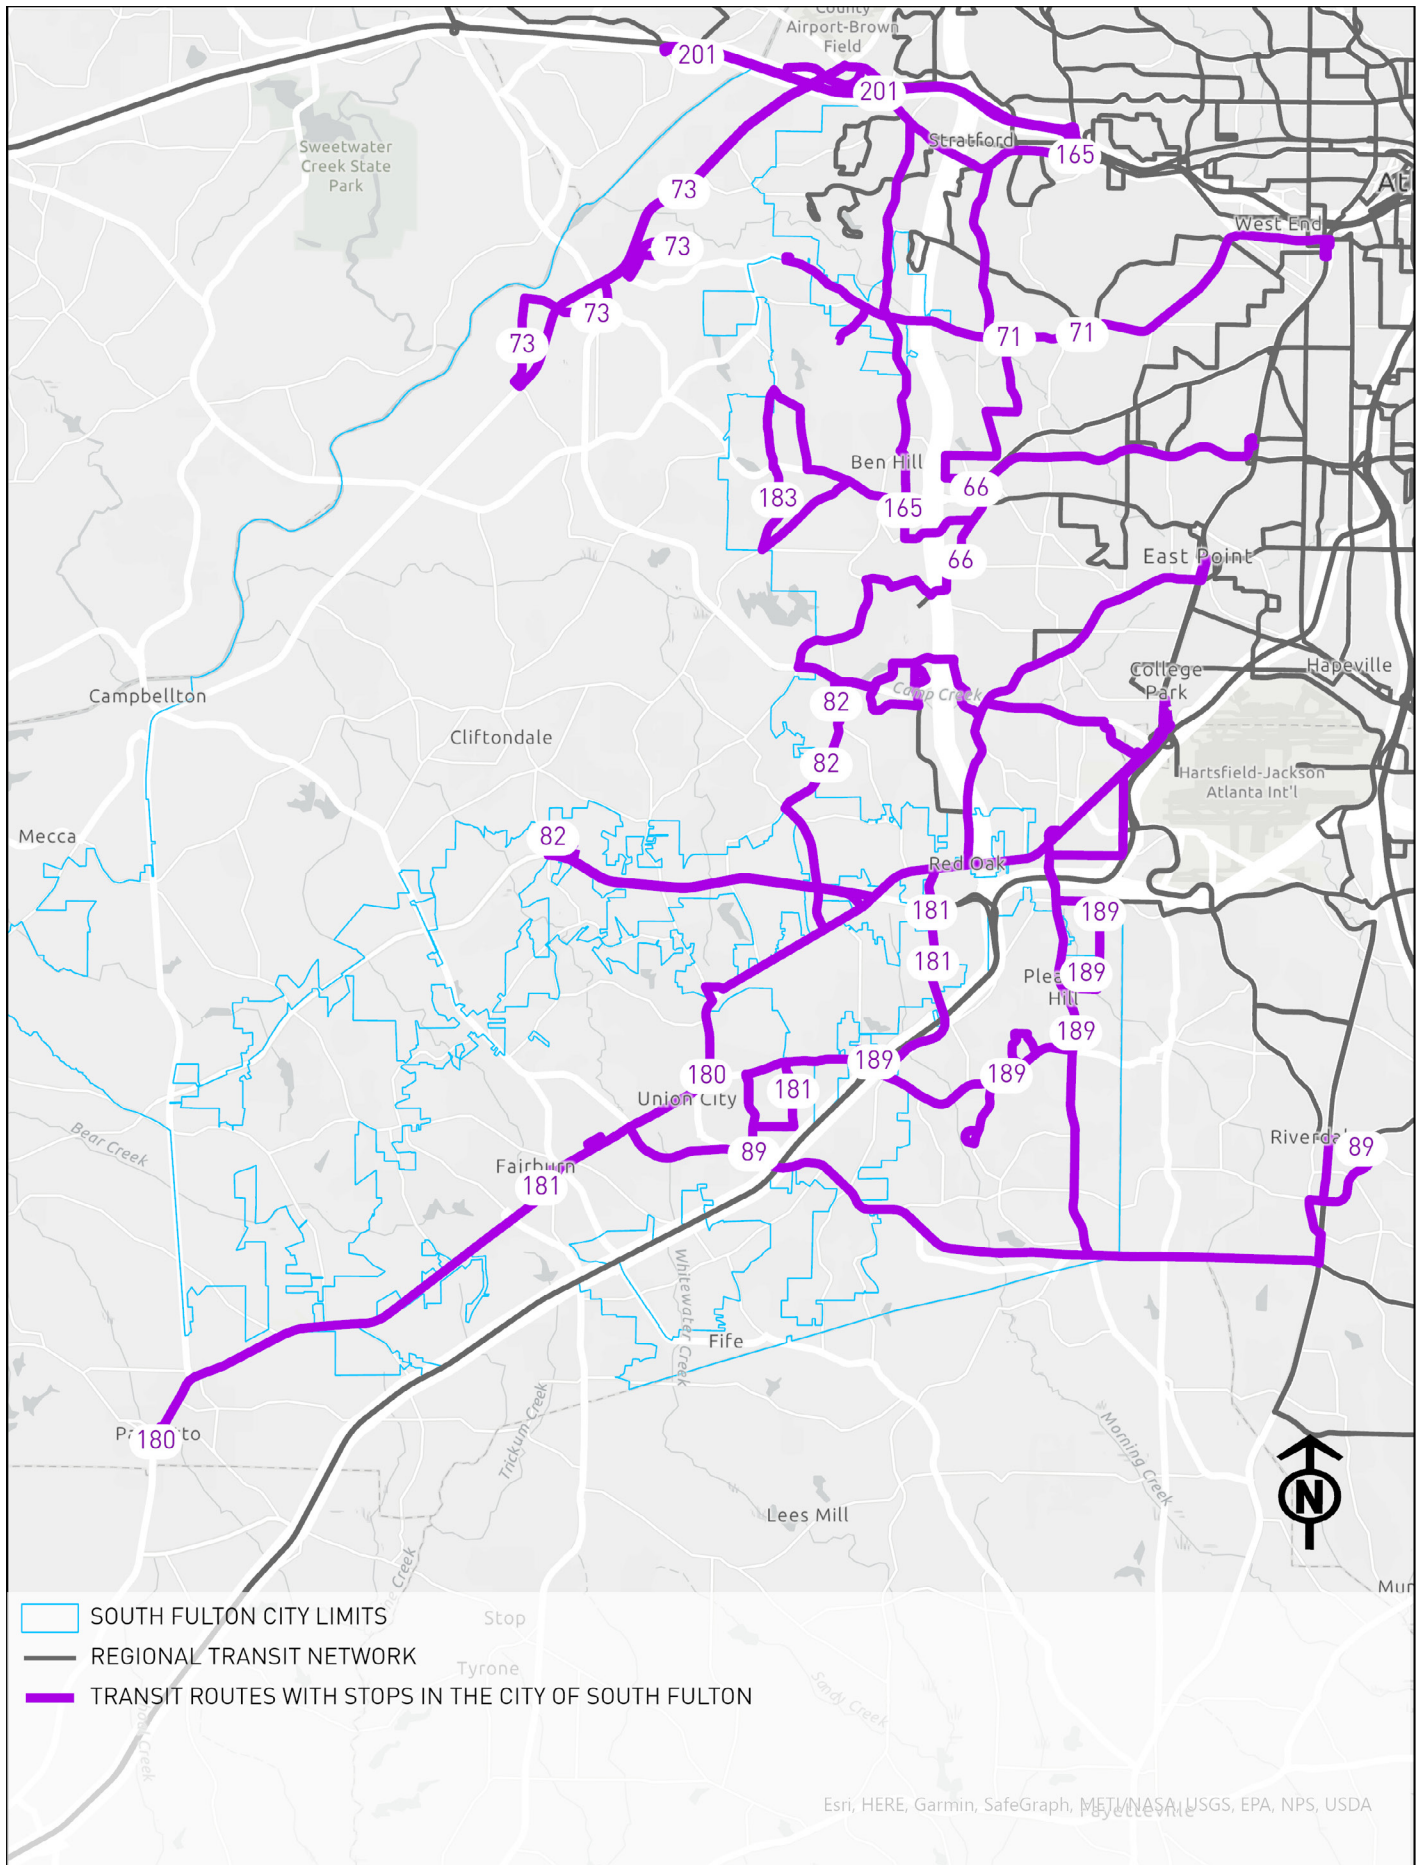 County
Airport-Brown
Field
201
201
Sweetwater
Creek State
Park
Stratford
165
73
West End
73
73
73
71
71
Ben Hill
183
66
165
66
East Point
College
Park
Hapeville
Campbellton
Camp Creek
82
Cliftondale
82
Hartsfield-Jackson
Atlanta Int'l
Mecca
82
Red Oak
181
189
181
189
Hill
189
189
189
180
181
Union City
Bear Creek
89
Riverdal
89
Fairburn
181
Whitewater Creek
Fife
Trickum Creek
Morning Creek
180
Lees Mill
N
Creek
SOUTH FULTON CITY LIMITS
Stop
REGIONAL TRANSIT NETWORK
Tyrone
TRANSIT ROUTES WITH STOPS IN THE CITY OF SOUTH FULTON
Sandy Creek
Creek
Esri, HERE, Garmin, SafeGraph, METI/NASA, USGS, EPA, NPS, USDA
Fayetteville